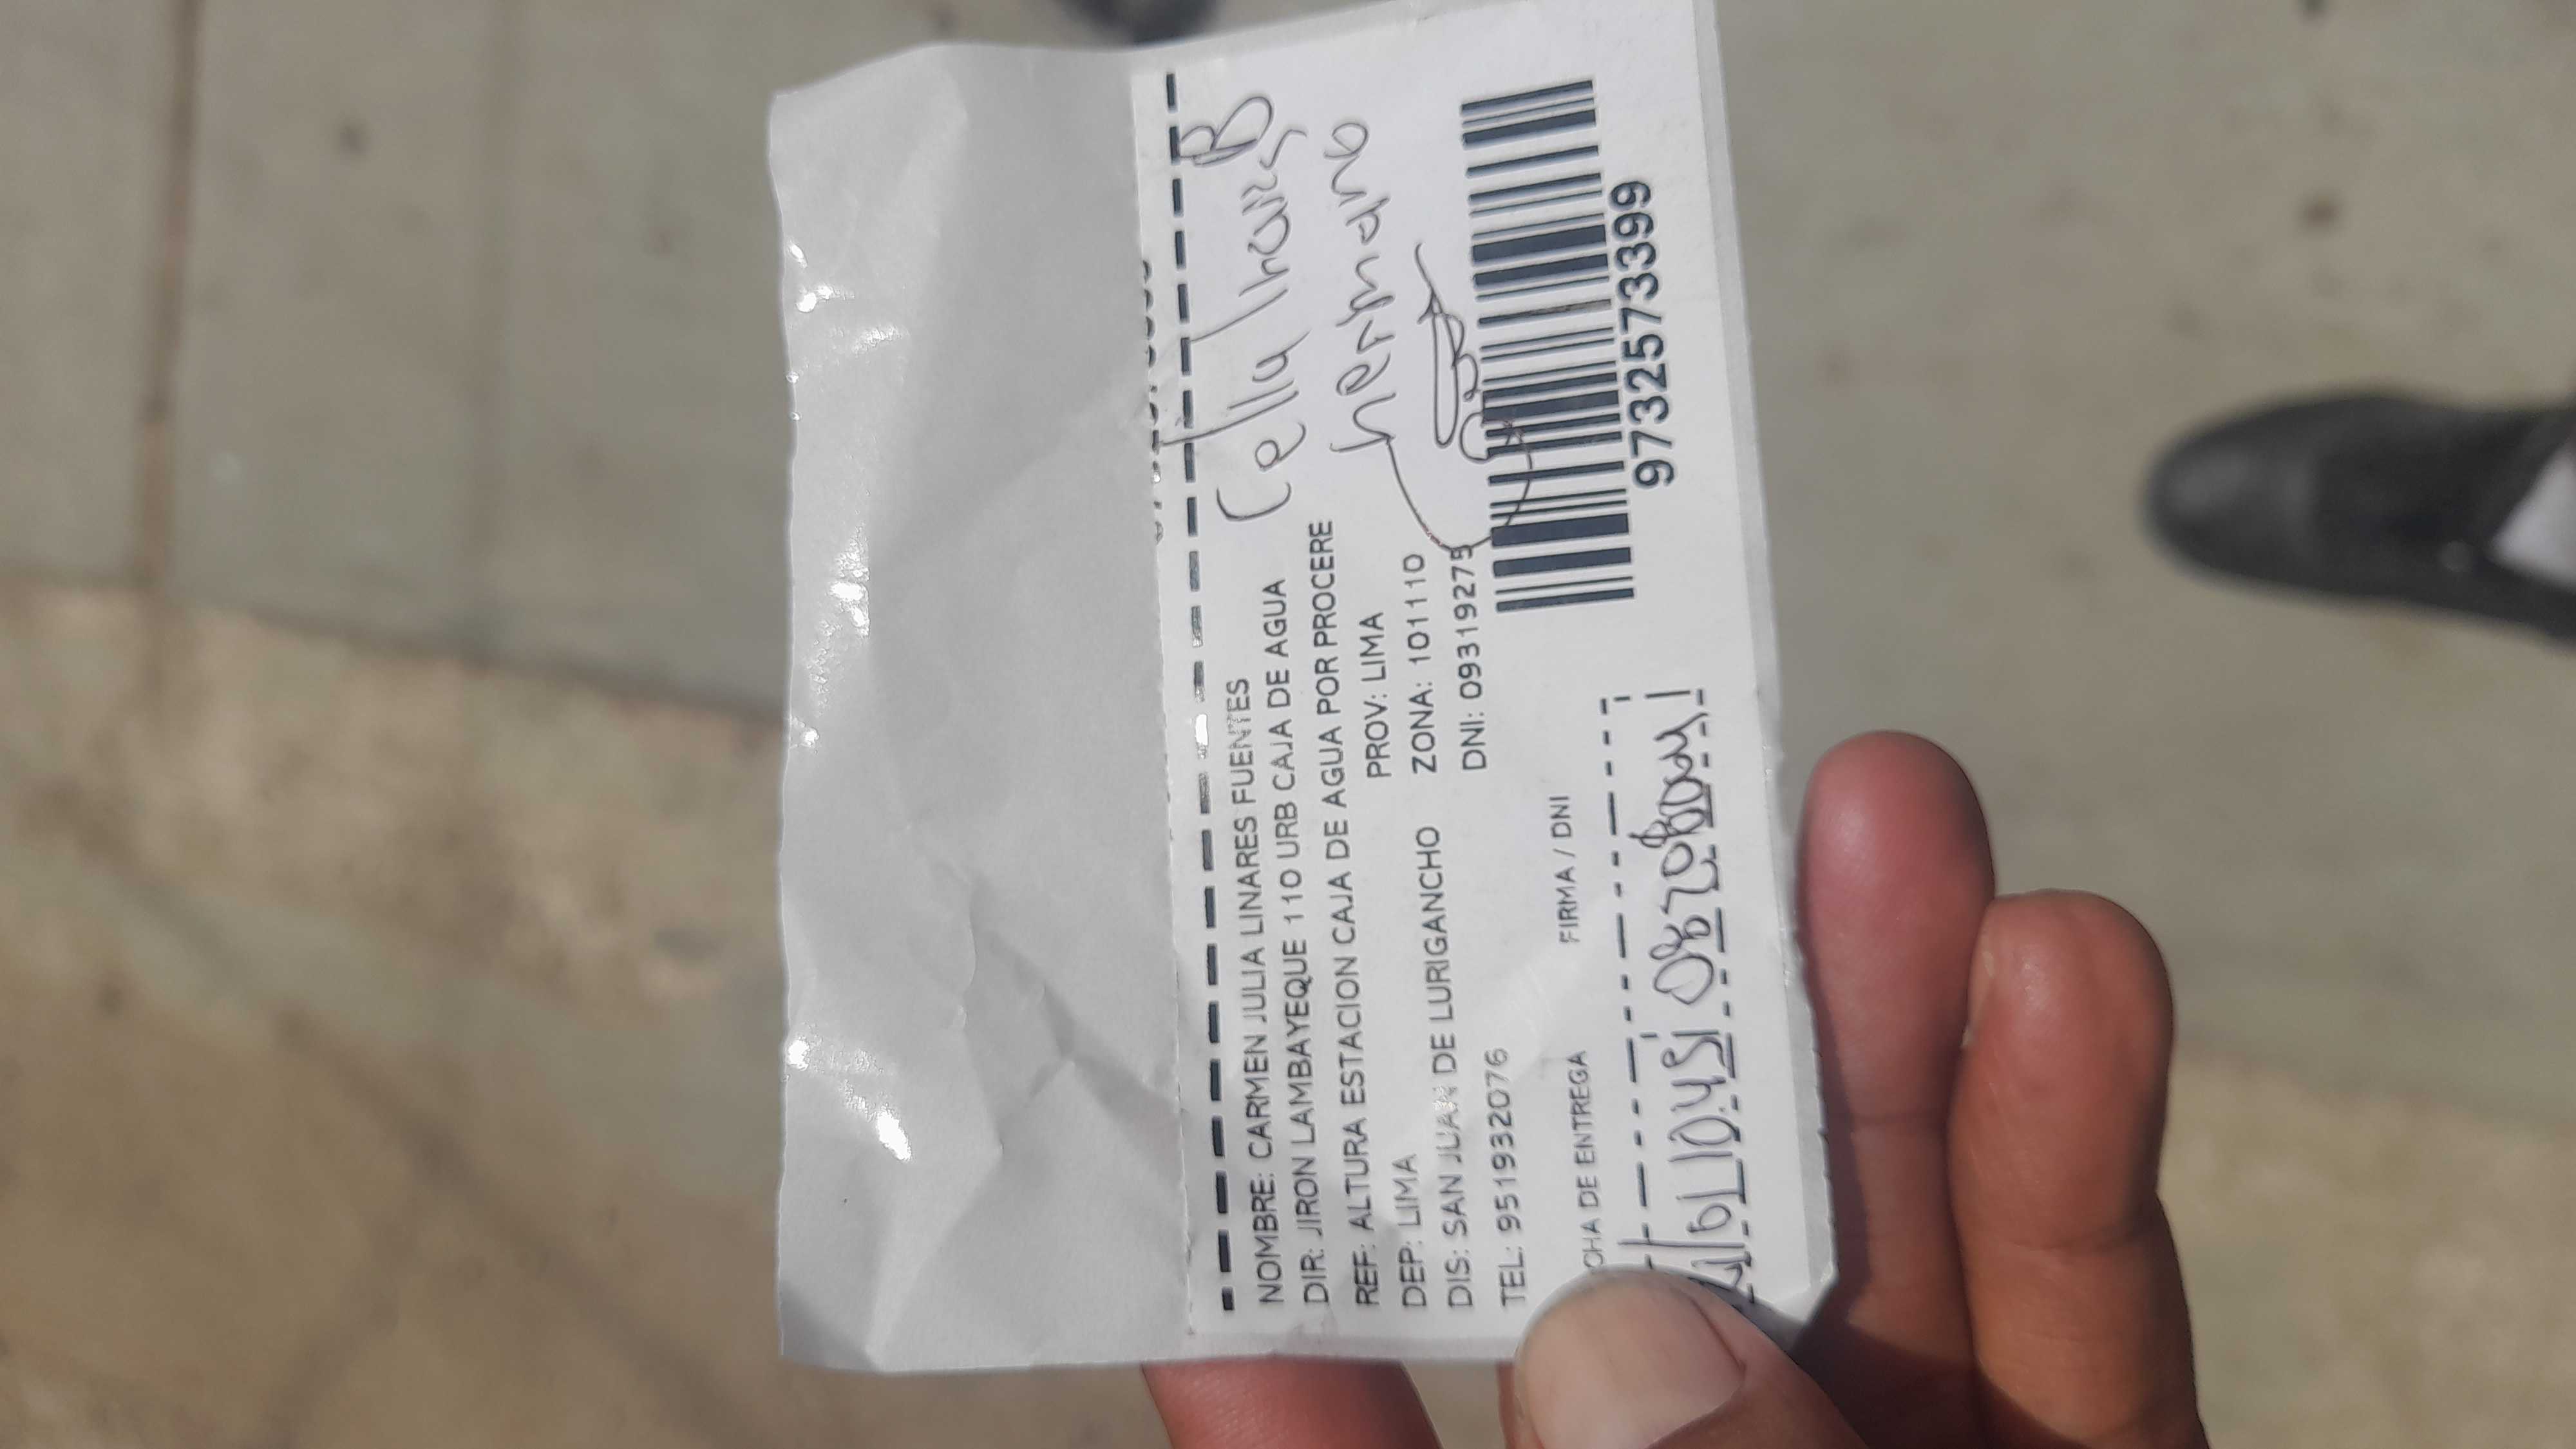 NOMBRE: CARMEN JULIA LINARES FUENTES
DIR: JIRON LAMBAYEQUE 110 URB CAJA DE AGUA
REF: ALTURA ESTACION CAJA DE AGUA POR PROCERE
DEP: LIMA PROV: LIMA
DIS: SAN JUAN DE LURIGANCHO ZONA: 101110
TEL: 951932076 DNI: 09319275
hermano
CHA DE ENTREGA FIRMA / DNI
9732573399